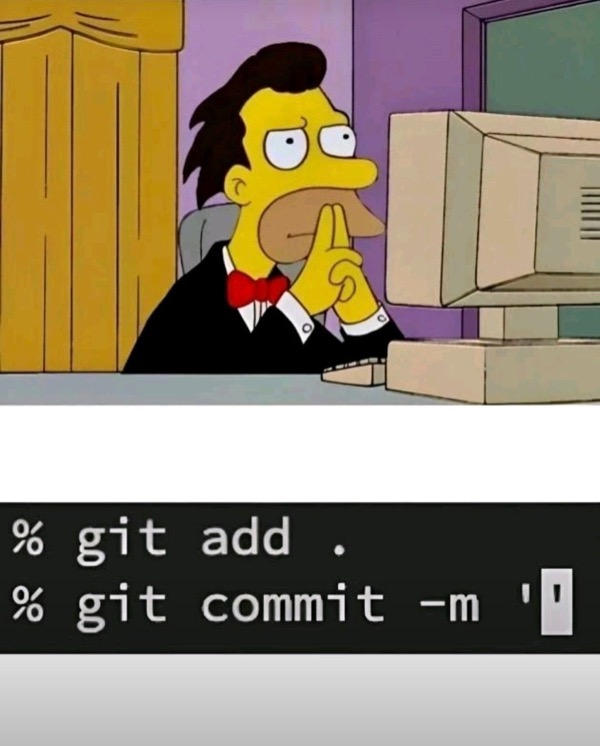 % git add .
% git commit -m ''